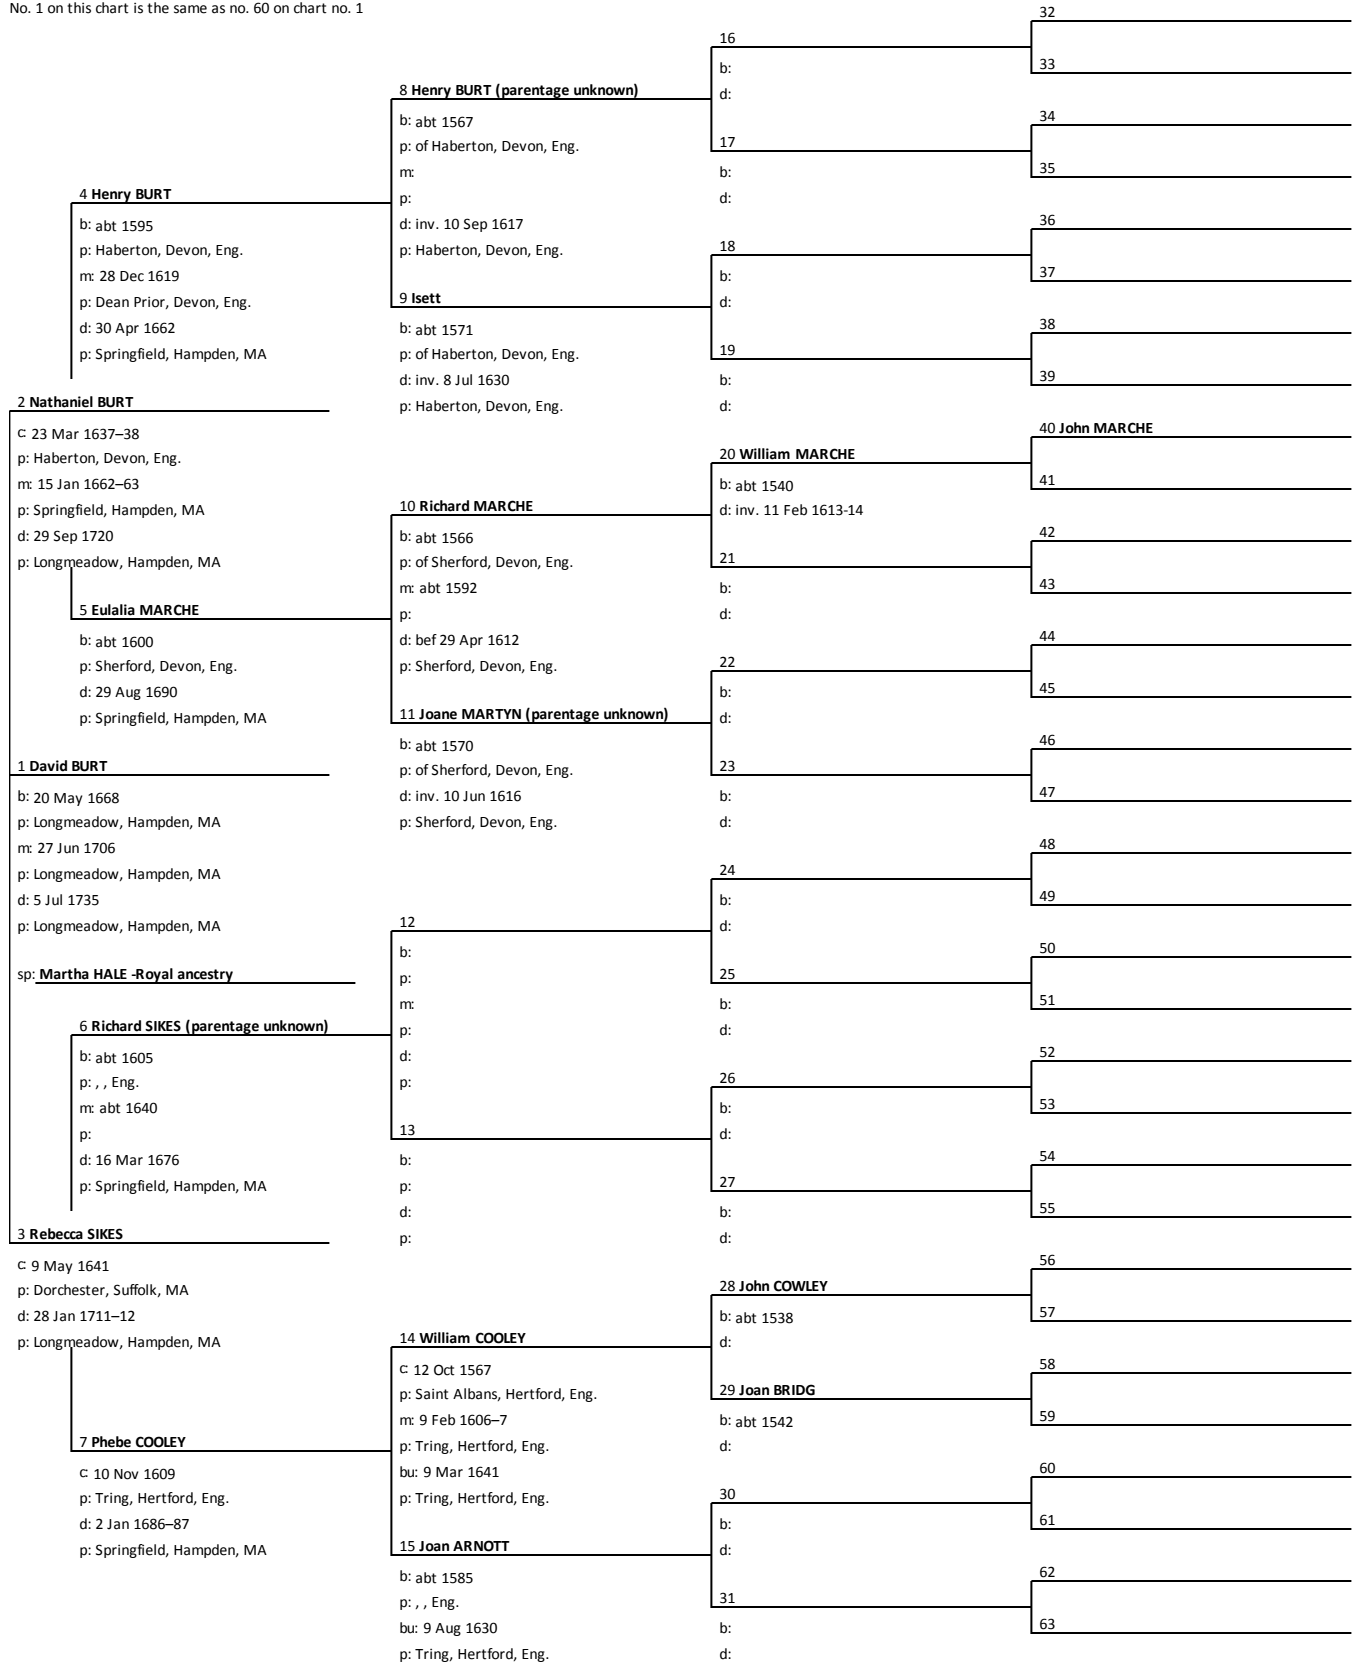 No. 1 on this chart is the same as no. 60 on chart no. 1
2 Nathaniel BURT
c: 23 Mar 1637–38
p: Haberton, Devon, Eng.
m: 15 Jan 1662–63
p: Springfield, Hampden, MA
d: 29 Sep 1720
p: Longmeadow, Hampden, MA
1 David BURT
b: 20 May 1668
p: Longmeadow, Hampden, MA
m: 27 Jun 1706
p: Longmeadow, Hampden, MA
d: 5 Jul 1735
p: Longmeadow, Hampden, MA
sp: Martha HALE -Royal ancestry
3 Rebecca SIKES
c: 9 May 1641
p: Dorchester, Suffolk, MA
d: 28 Jan 1711–12
p: Longmeadow, Hampden, MA
4 Henry BURT
b: abt 1595
p: Haberton, Devon, Eng.
m: 28 Dec 1619
p: Dean Prior, Devon, Eng.
d: 30 Apr 1662
p: Springfield, Hampden, MA
5 Eulalia MARCHE
b: abt 1600
p: Sherford, Devon, Eng.
d: 29 Aug 1690
p: Springfield, Hampden, MA
6 Richard SIKES (parentage unknown)
b: abt 1605
p: , , Eng.
m: abt 1640
p:
d: 16 Mar 1676
p: Springfield, Hampden, MA
7 Phebe COOLEY
c: 10 Nov 1609
p: Tring, Hertford, Eng.
d: 2 Jan 1686–87
p: Springfield, Hampden, MA
8 Henry BURT (parentage unknown)
b: abt 1567
p: of Haberton, Devon, Eng.
m:
p:
d: inv. 10 Sep 1617
p: Haberton, Devon, Eng.
9 Isett
b: abt 1571
p: of Haberton, Devon, Eng.
d: inv. 8 Jul 1630
p: Haberton, Devon, Eng.
10 Richard MARCHE
b: abt 1566
p: of Sherford, Devon, Eng.
m: abt 1592
p:
d: bef 29 Apr 1612
p: Sherford, Devon, Eng.
11 Joane MARTYN (parentage unknown)
b: abt 1570
p: of Sherford, Devon, Eng.
d: inv. 10 Jun 1616
p: Sherford, Devon, Eng.
12
b:
p:
m:
p:
d:
p:
13
b:
p:
d:
p:
14 William COOLEY
c: 12 Oct 1567
p: Saint Albans, Hertford, Eng.
m: 9 Feb 1606–7
p: Tring, Hertford, Eng.
bu: 9 Mar 1641
p: Tring, Hertford, Eng.
15 Joan ARNOTT
b: abt 1585
p: , , Eng.
bu: 9 Aug 1630
p: Tring, Hertford, Eng.
16
b:
d:
17
b:
d:
18
b:
d:
19
b:
d:
20 William MARCHE
b: abt 1540
d: inv. 11 Feb 1613-14
21
b:
d:
22
b:
d:
23
b:
d:
24
b:
d:
25
b:
d:
26
b:
d:
27
b:
d:
28 John COWLEY
b: abt 1538
d:
29 Joan BRIDG
b: abt 1542
d:
30
b:
d:
31
b:
d:
32
33
34
35
36
37
38
39
40 John MARCHE
41
42
43
44
45
46
47
48
49
50
51
52
53
54
55
56
57
58
59
60
61
62
63